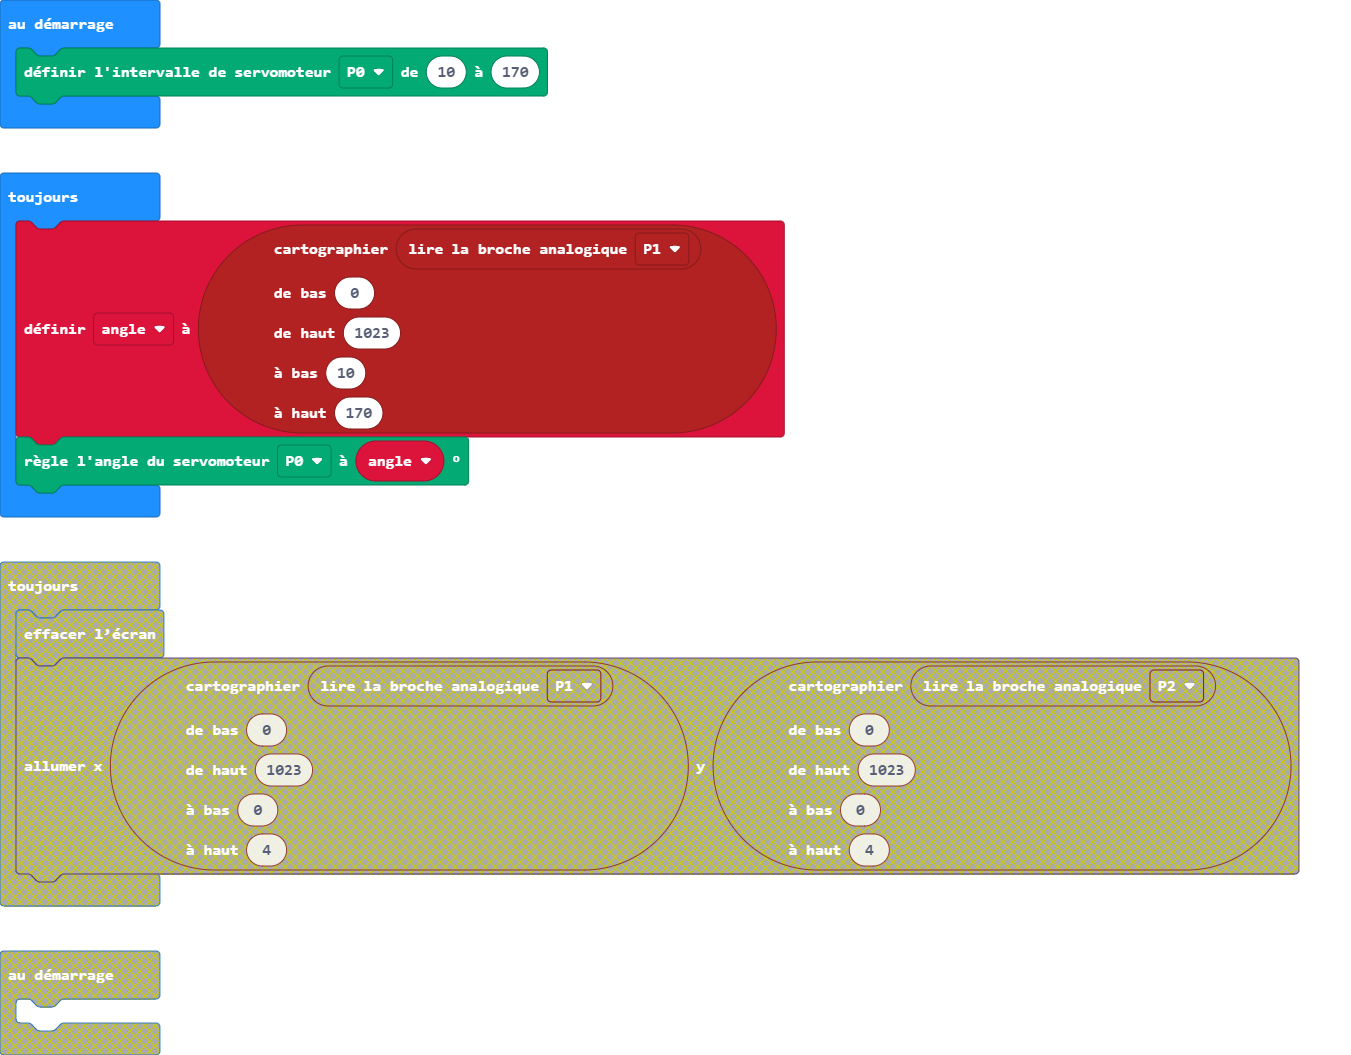 au démarrage
définir l'intervalle de servomoteur P0 de 10 à 170
toujours
cartographier lire la broche analogique P1
de bas 0
de haut 1023
définir angle à
à bas 10
à haut 170
règle l'angle du servomoteur P0 à angle °
toujours
effacer l’écran
cartographier lire la broche analogique P1 cartographier lire la broche analogique P2
de bas 0 de bas 0
allumer x de haut 1023 y de haut 1023
à bas 0 à bas 0
à haut 4 à haut 4
au démarrage